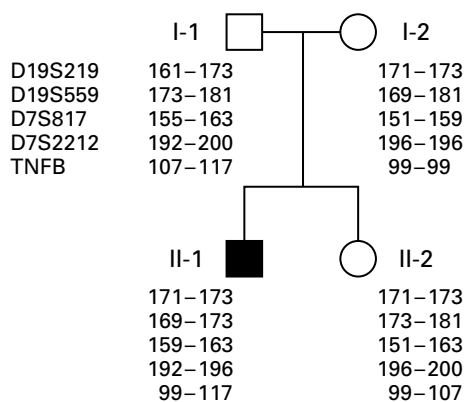 I-1 I-2
D19S219 161–173 171–173
D19S559 173–181 169–181
D7S817 155–163 151–159
D7S2212 192–200 196–196
TNFB 107–117 99–99
II-1 II-2
171–173 171–173
169–173 173–181
159–163 151–163
192–196 196–200
99–117 99–107